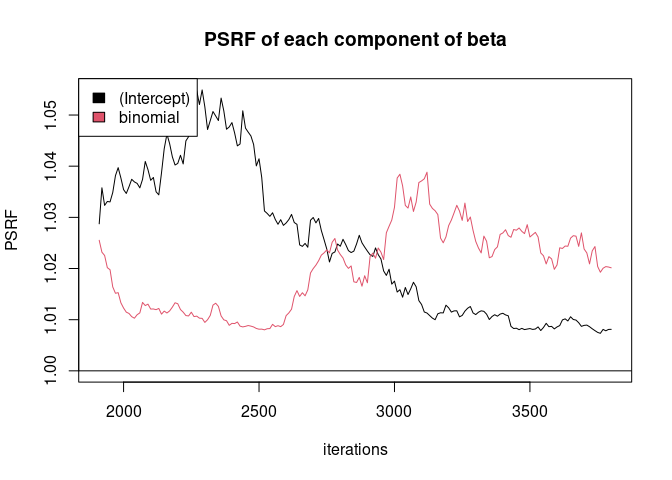 PSRF of each component of beta
(Intercept)
binomial
PSRF
1.05
1.04
1.03
1.02
1.01
1.00
2000 2500 3000 3500
iterations